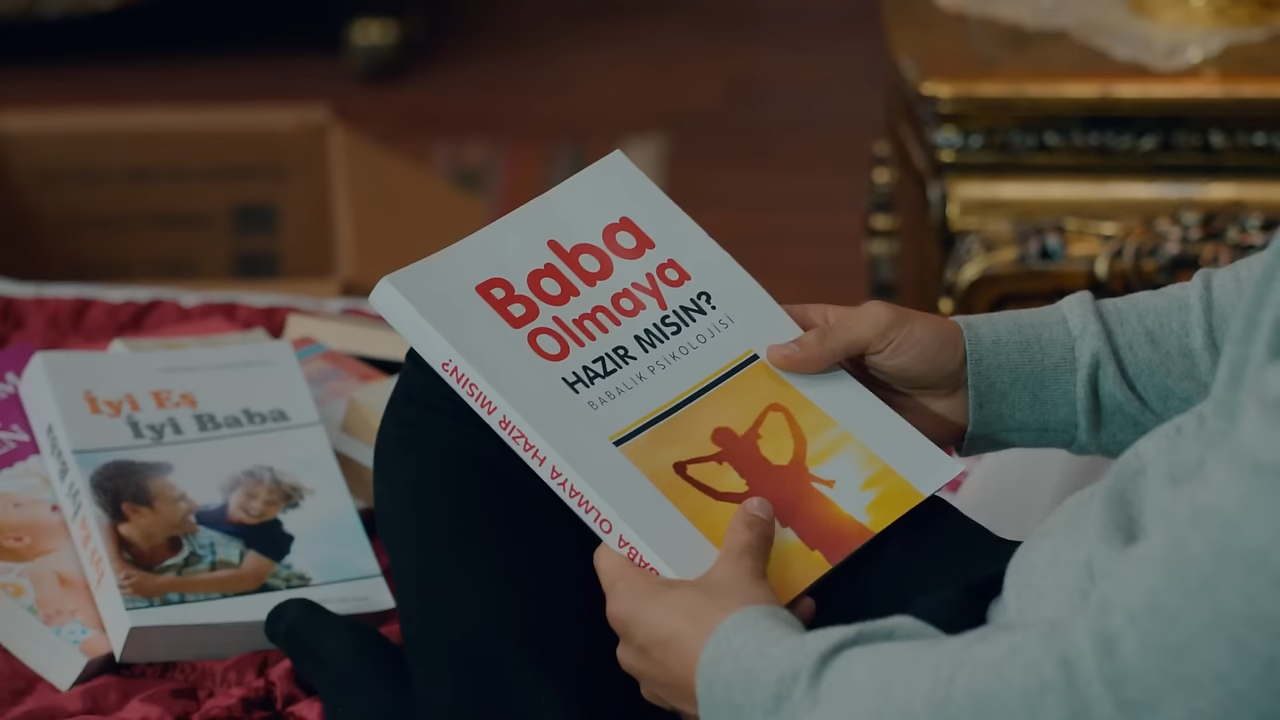 Baba
Olmaya
HAZIR MISIN?
BABALIK PSİKOLOJİSİ
BABA OLMAYA HAZIR MISIN?
İyi Eş
İyi Baba